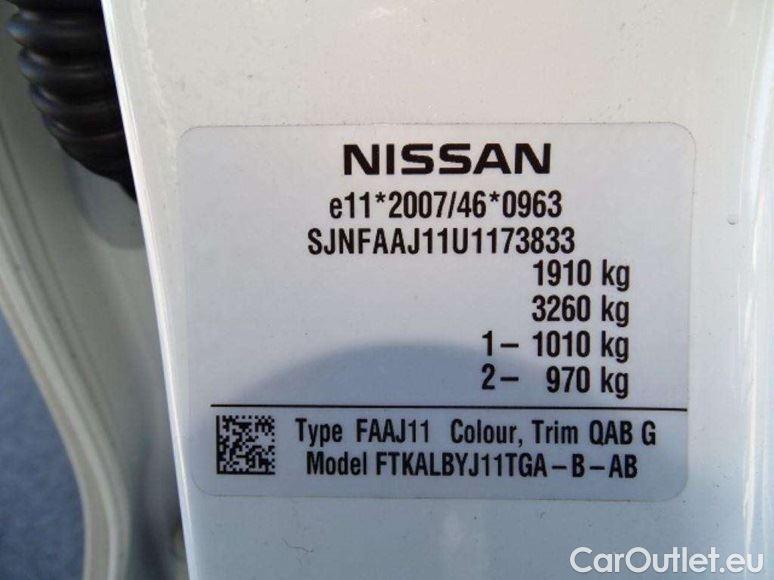 NISSAN
e11*2007/46*0963
SJNFAAJ11U1173833
1910 kg
3260 kg
1- 1010 kg
2- 970 kg
Type FAAJ11 Colour, Trim QAB G
Model FTKALBYJ11TGA-B-AB
CarOutlet.eu